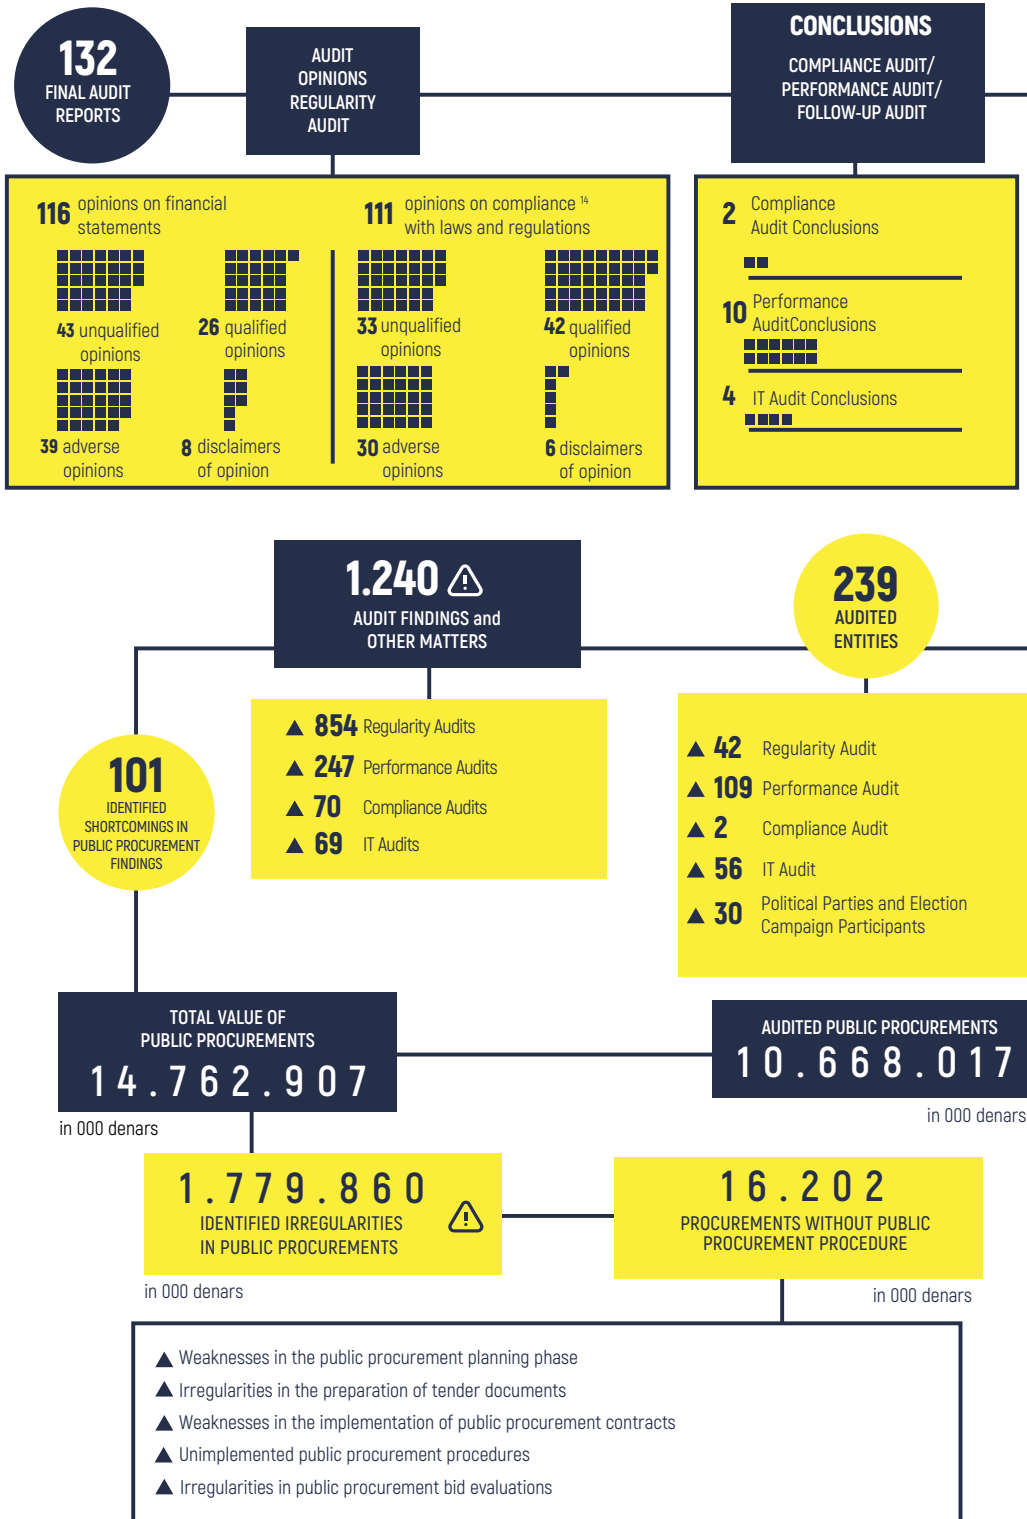 132
FINAL AUDIT
REPORTS
AUDIT
OPINIONS
REGULARITY
AUDIT
CONCLUSIONS
COMPLIANCE AUDIT/
PERFORMANCE AUDIT/
FOLLOW-UP AUDIT
116 opinions on financial
statements
43 unqualified
opinions
26 qualified
opinions
39 adverse
opinions
8 disclaimers
of opinion
111 opinions on compliance 14
with laws and regulations
33 unqualified
opinions
42 qualified
opinions
30 adverse
opinions
6 disclaimers
of opinion
2 Compliance
Audit Conclusions
10 Performance
AuditConclusions
4 IT Audit Conclusions
1.240
AUDIT FINDINGS and
OTHER MATTERS
854 Regularity Audits
247 Performance Audits
70 Compliance Audits
69 IT Audits
239
AUDITED
ENTITIES
42 Regularity Audit
109 Performance Audit
2 Compliance Audit
56 IT Audit
30 Political Parties and Election
Campaign Participants
101
IDENTIFIED
SHORTCOMINGS IN
PUBLIC PROCUREMENT
FINDINGS
TOTAL VALUE OF
PUBLIC PROCUREMENTS
14.762.907
in 000 denars
AUDITED PUBLIC PROCUREMENTS
10.668.017
in 000 denars
1.779.860
IDENTIFIED IRREGULARITIES
IN PUBLIC PROCUREMENTS
in 000 denars
16.202
PROCUREMENTS WITHOUT PUBLIC
PROCUREMENT PROCEDURE
in 000 denars
Weaknesses in the public procurement planning phase
Irregularities in the preparation of tender documents
Weaknesses in the implementation of public procurement contracts
Unimplemented public procurement procedures
Irregularities in public procurement bid evaluations